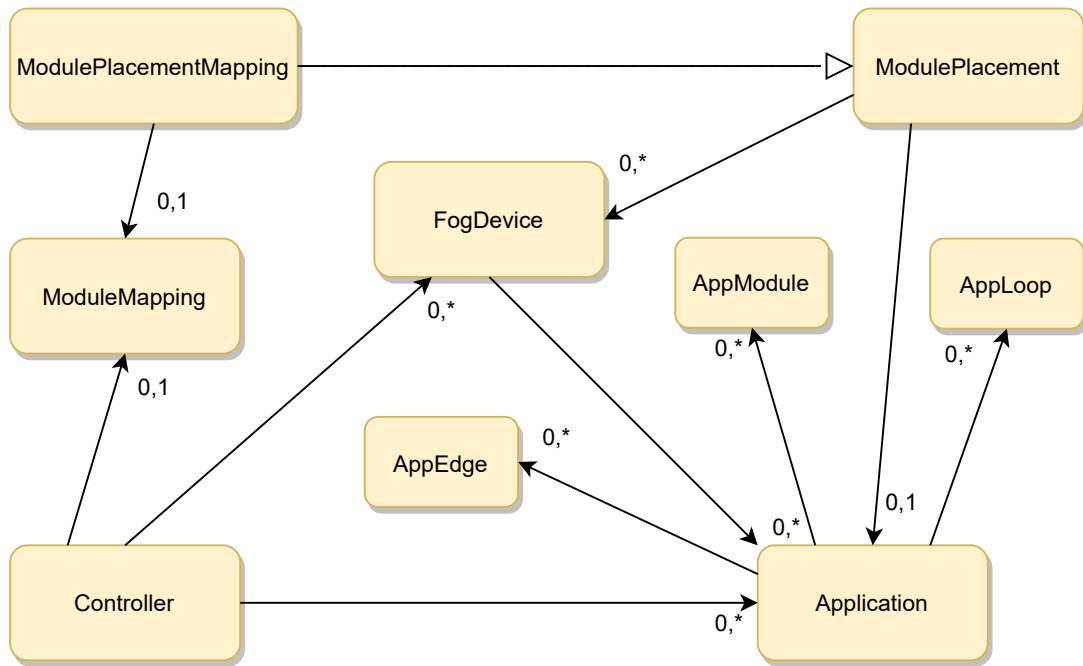 ModulePlacementMapping
ModulePlacement
0,*
0,1
FogDevice
ModuleMapping
AppModule
AppLoop
0,*
0,*
0,*
0,1
AppEdge
0,*
0,1
0,*
Controller
Application
0,*